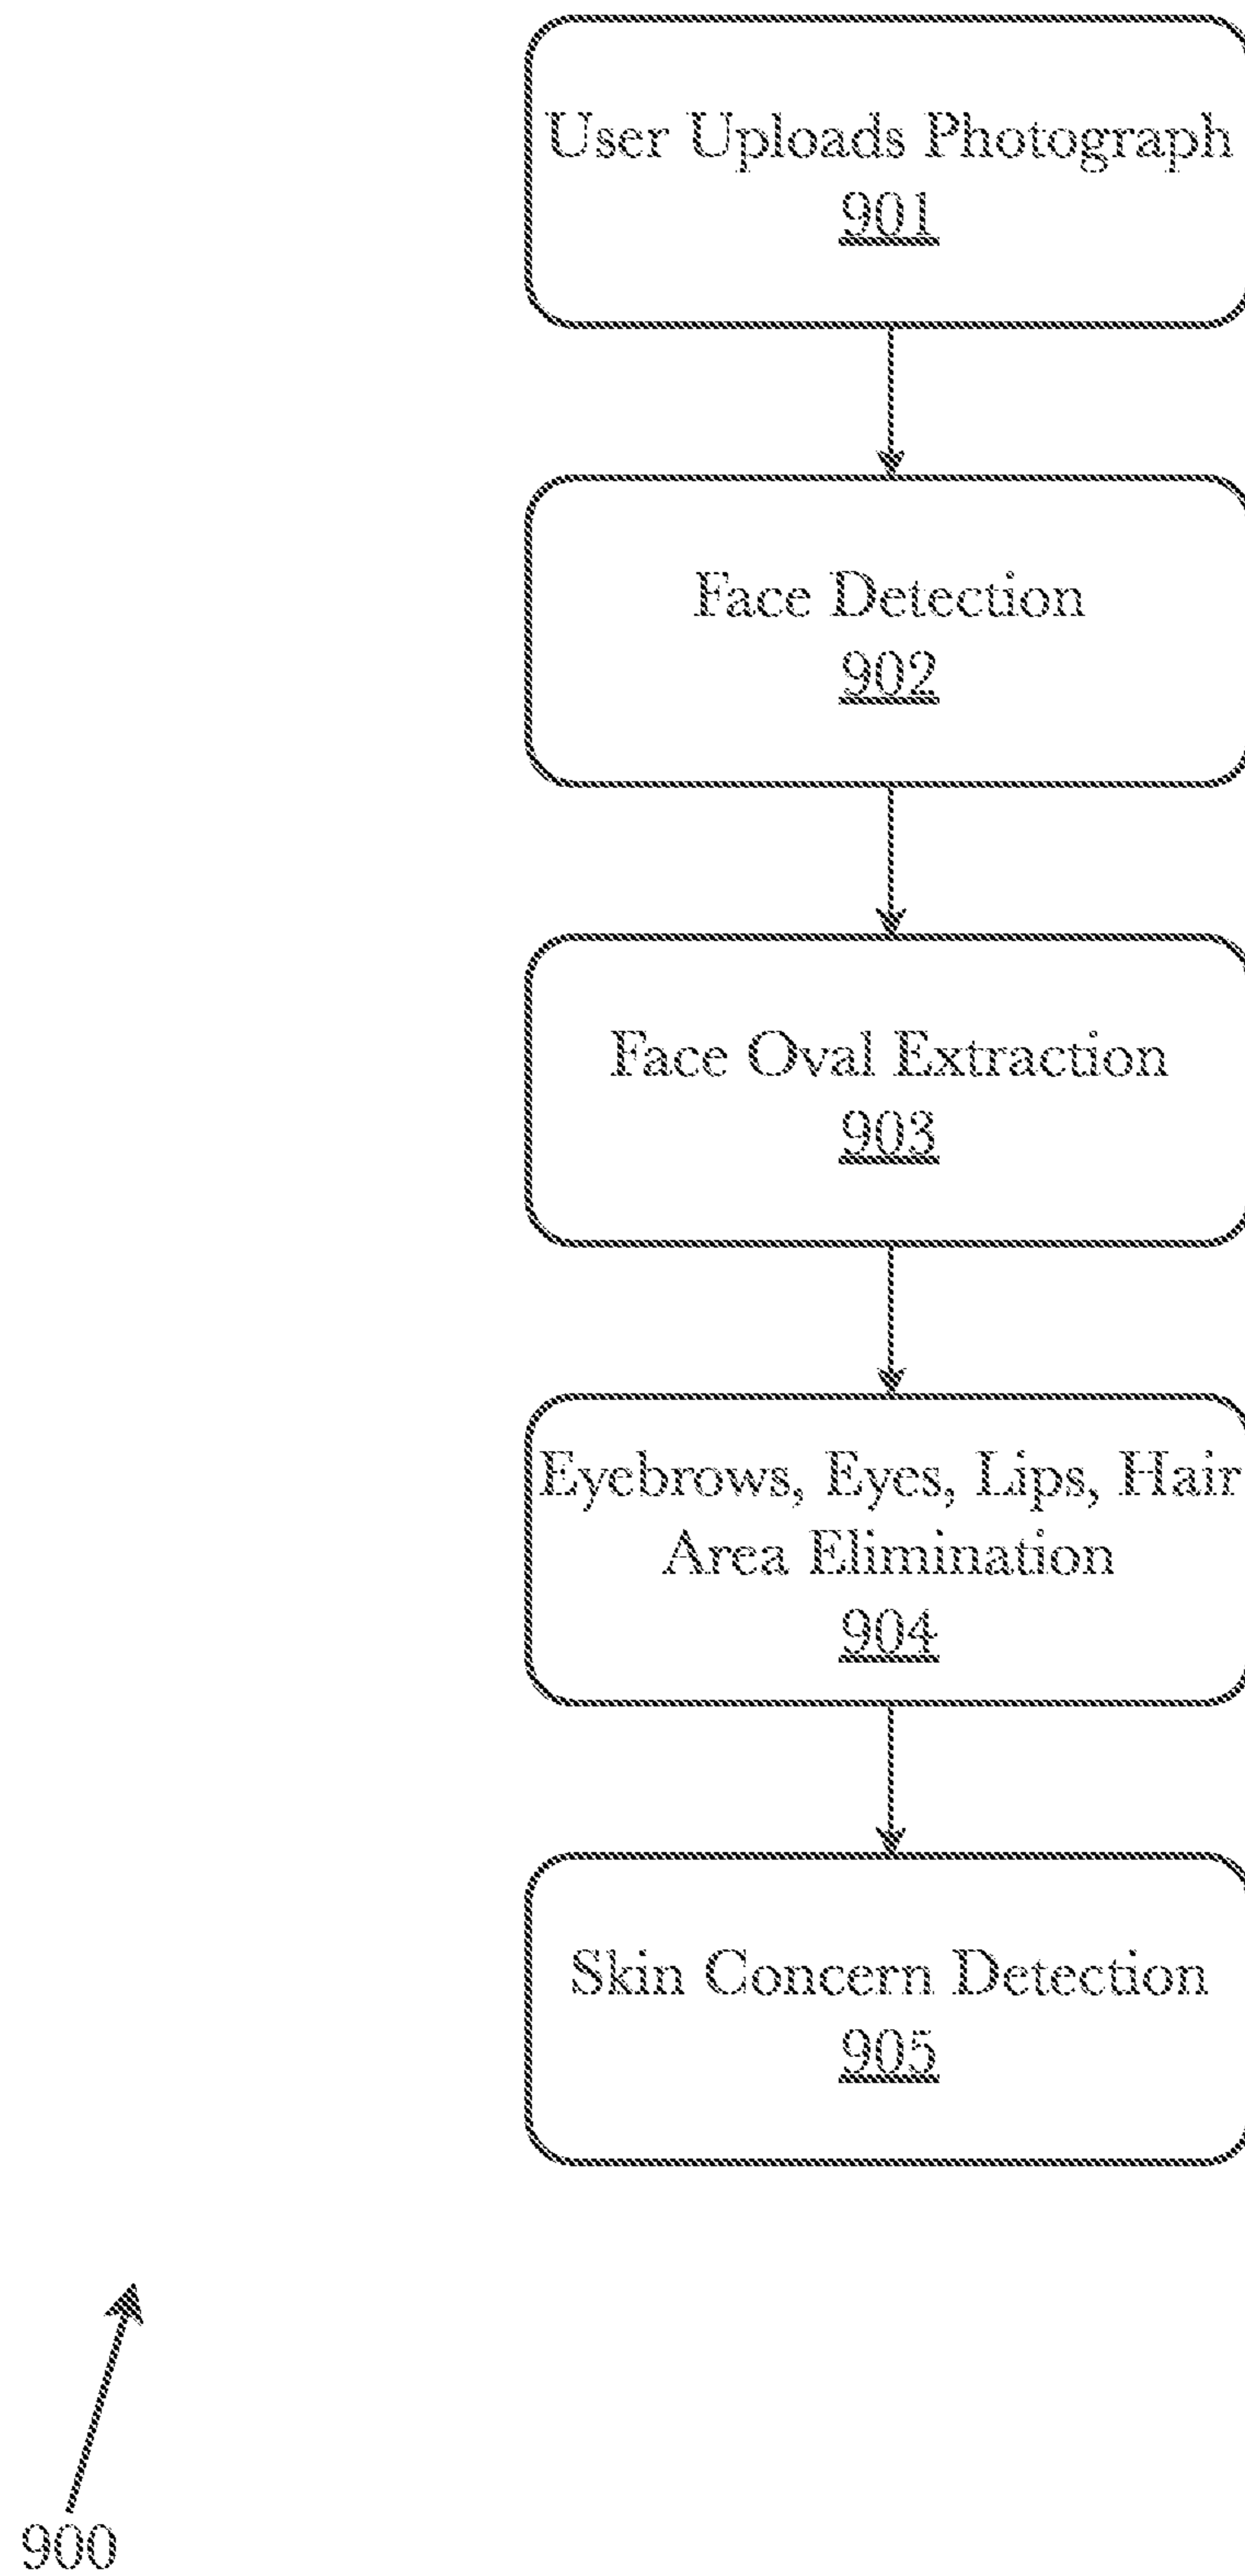 User Uploads Photograph
901
Face Detection
902
Face Oval Extraction
903
Eyebrows, Eyes, Lips, Hair
Area Elimination
904
Skin Concern Detection
905
900